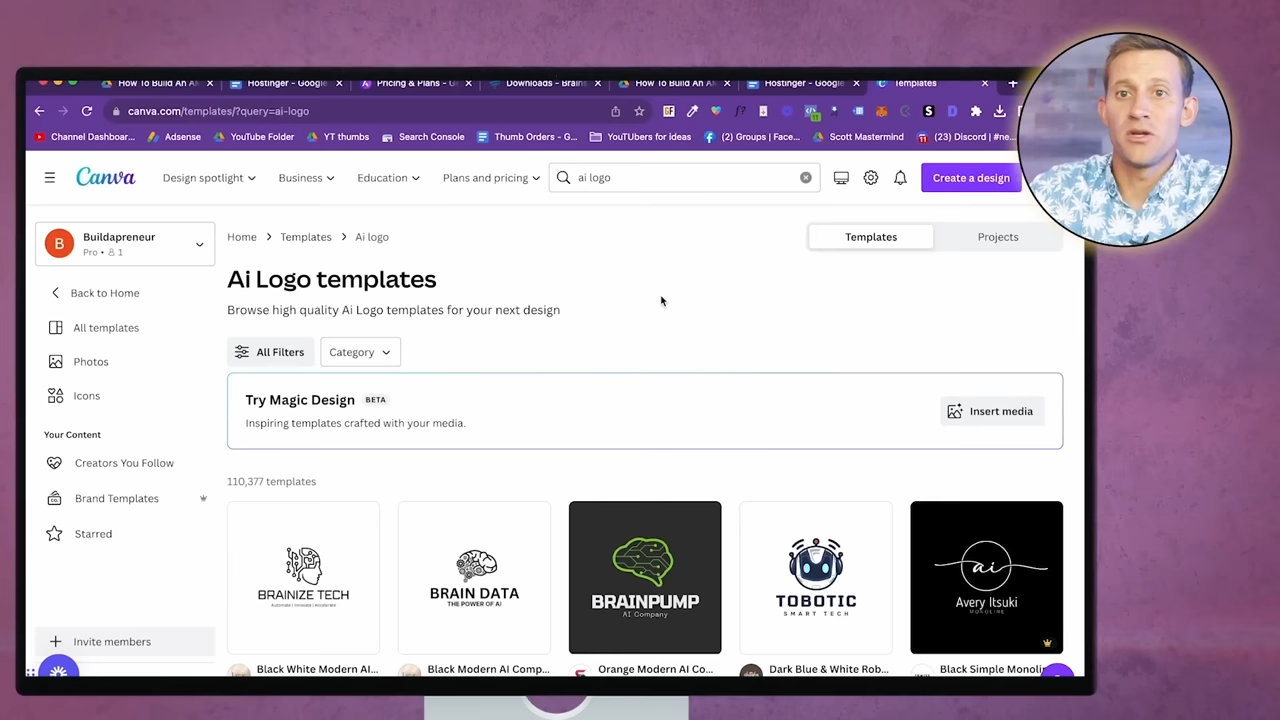 How To Build An A
Hostinger - Google
Pricing & Plans - G
Downloads - Brains
How To Build An A
Hostinger - Google
Templates
canva.com/templates/?query=ai-logo
Channel Dashboar...
Adsense
YouTube Folder
YT thumbs
Search Console
Thumb Orders - G...
YouTUbers for ideas
(2) Groups | Face...
Scott Mastermind
(23) Discord | #ne...
Canva
Design spotlight
Business
Education
Plans and pricing
ai logo
Create a design
B
Buildapreneur
Pro • 1
Home
Templates
Ai logo
Templates
Projects
Back to Home
All templates
Photos
Icons
Your Content
Creators You Follow
Brand Templates
Starred
Invite members
Ai Logo templates
Browse high quality Ai Logo templates for your next design
All Filters
Category
Try Magic Design BETA
Inspiring templates crafted with your media.
Insert media
110,377 templates
BRAINIZE TECH
Automate | Innovate | Accelerate
BRAIN DATA
THE POWER OF AI
BRAINPUMP
AI Company
TOBOTIC
SMART TECH
ai
Avery Itsuki
MONOLINE
Black White Modern AI...
Black Modern AI Comp...
Orange Modern AI Co...
Dark Blue & White Rob...
Black Simple Monolin